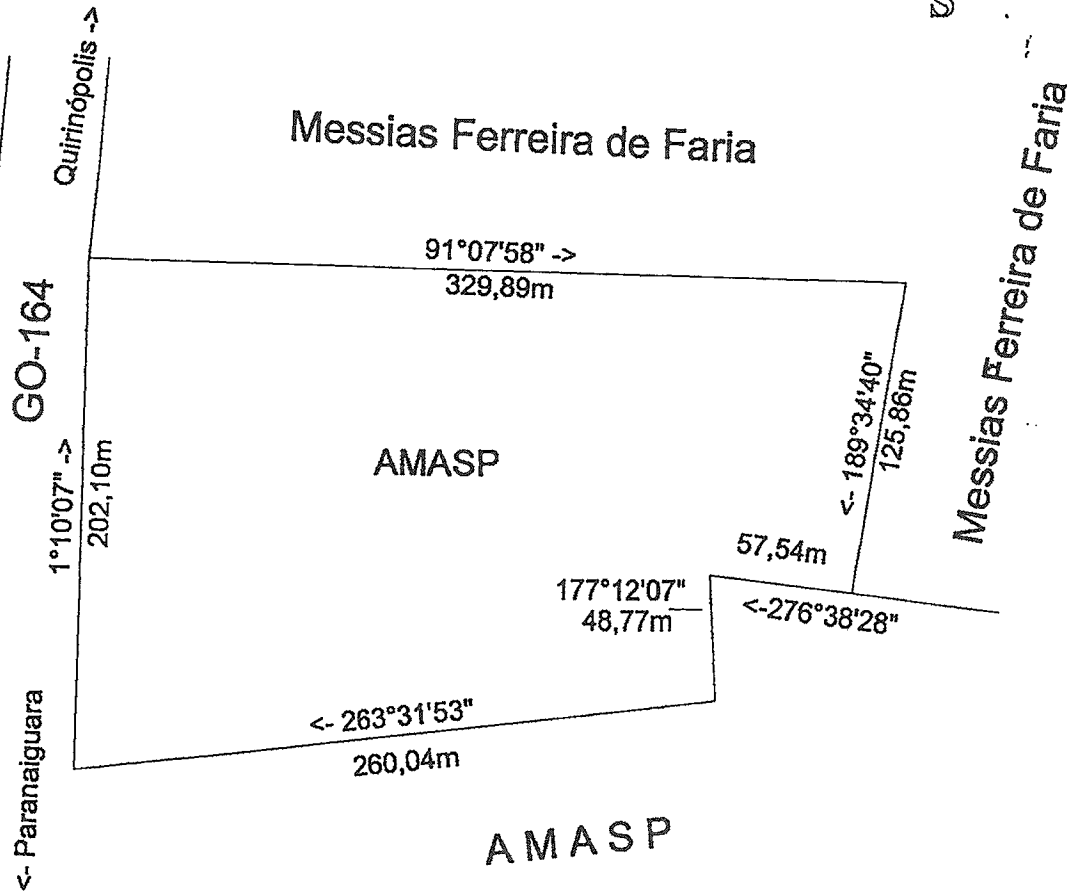 Quirinópolis ->
Messias Ferreira de Faria
Messias Ferreira de Faria
91°07'58" ->
329,89m
GO-164
<- 189°34'40"
125,86m
AMASP
1°10'07" ->
202,10m
57,54m
177°12'07"
48,77m
<-276°38'28"
<- 263°31'53"
260,04m
<- Paranaiguara
A M A S P